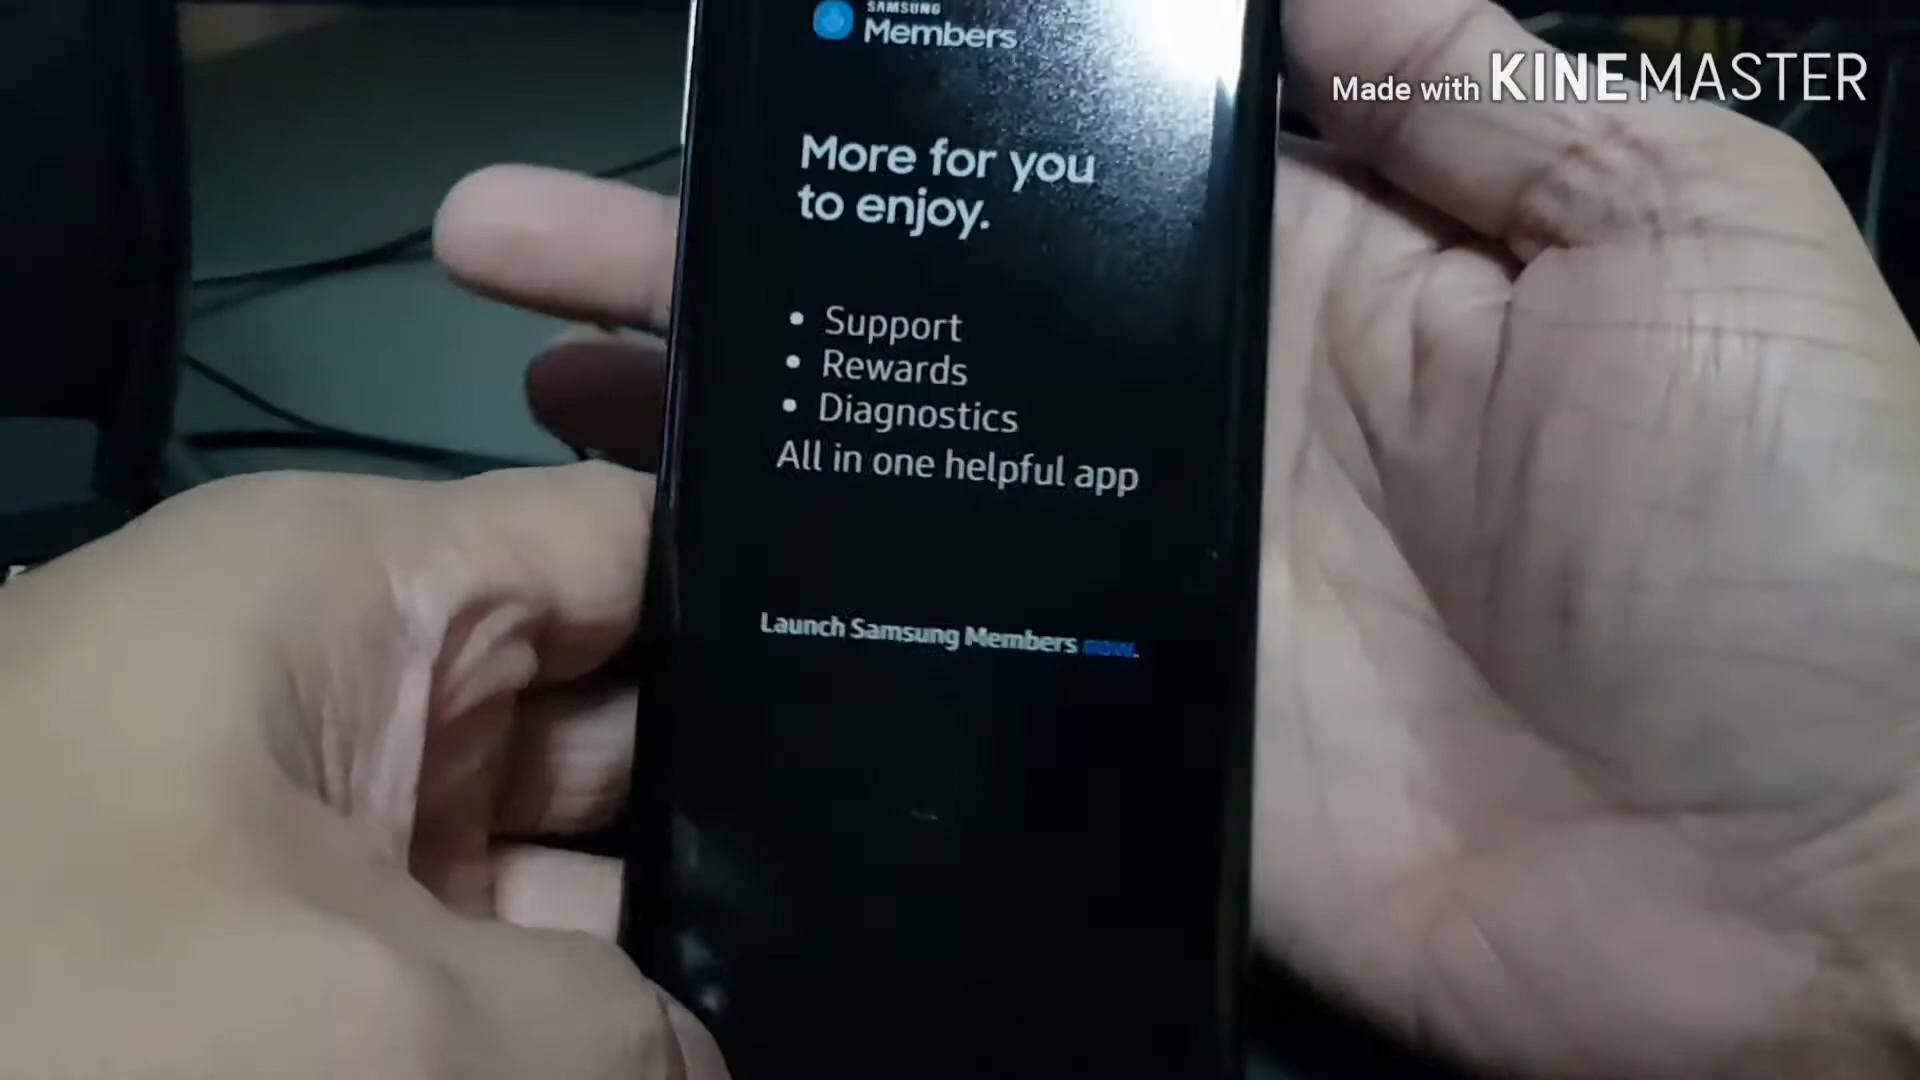 SAMSUNG
Members
Made with KINEMASTER
More for you
to enjoy.
• Support
• Rewards
• Diagnostics
All in one helpful app
Launch Samsung Members now.